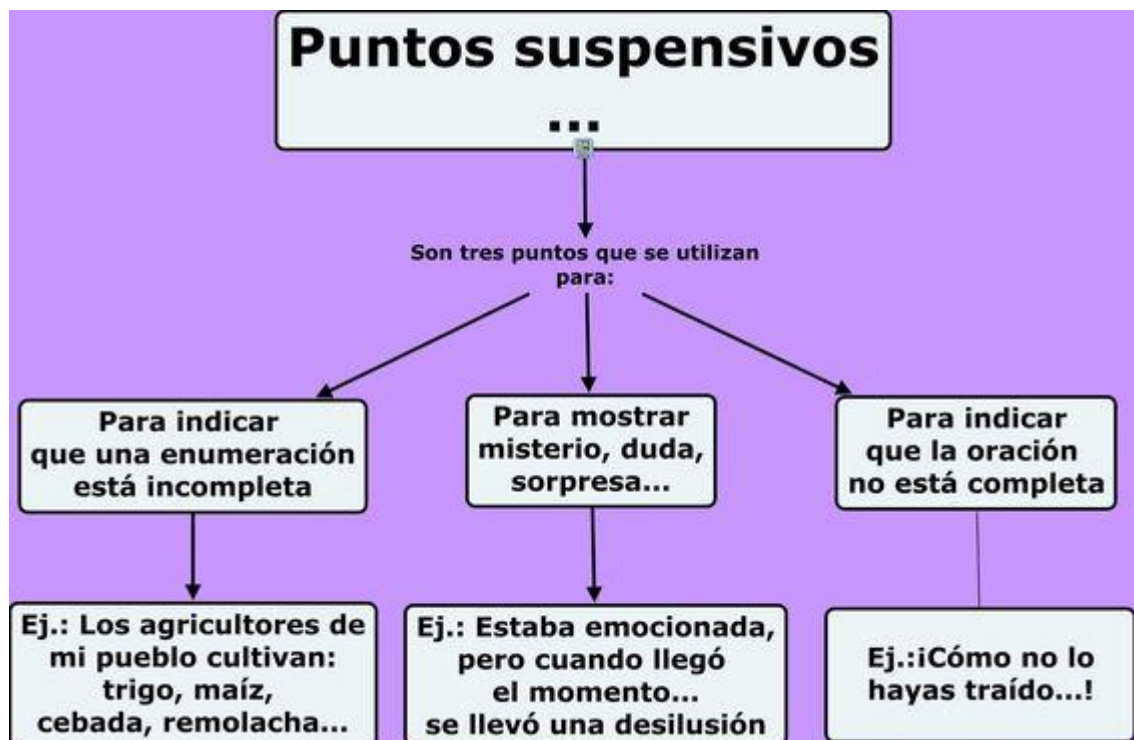 Puntos suspensivos
...
Son tres puntos que se utilizan
para:
Para indicar
que una enumeración
está incompleta
Para mostrar
misterio, duda,
sorpresa...
Para indicar
que la oración
no está completa
Ej.: Los agricultores de
mi pueblo cultivan:
trigo, maíz,
cebada, remolacha...
Ej.: Estaba emocionada,
pero cuando llegó
el momento...
se llevó una desilusión
Ej.:¡Cómo no lo
hayas traído...!